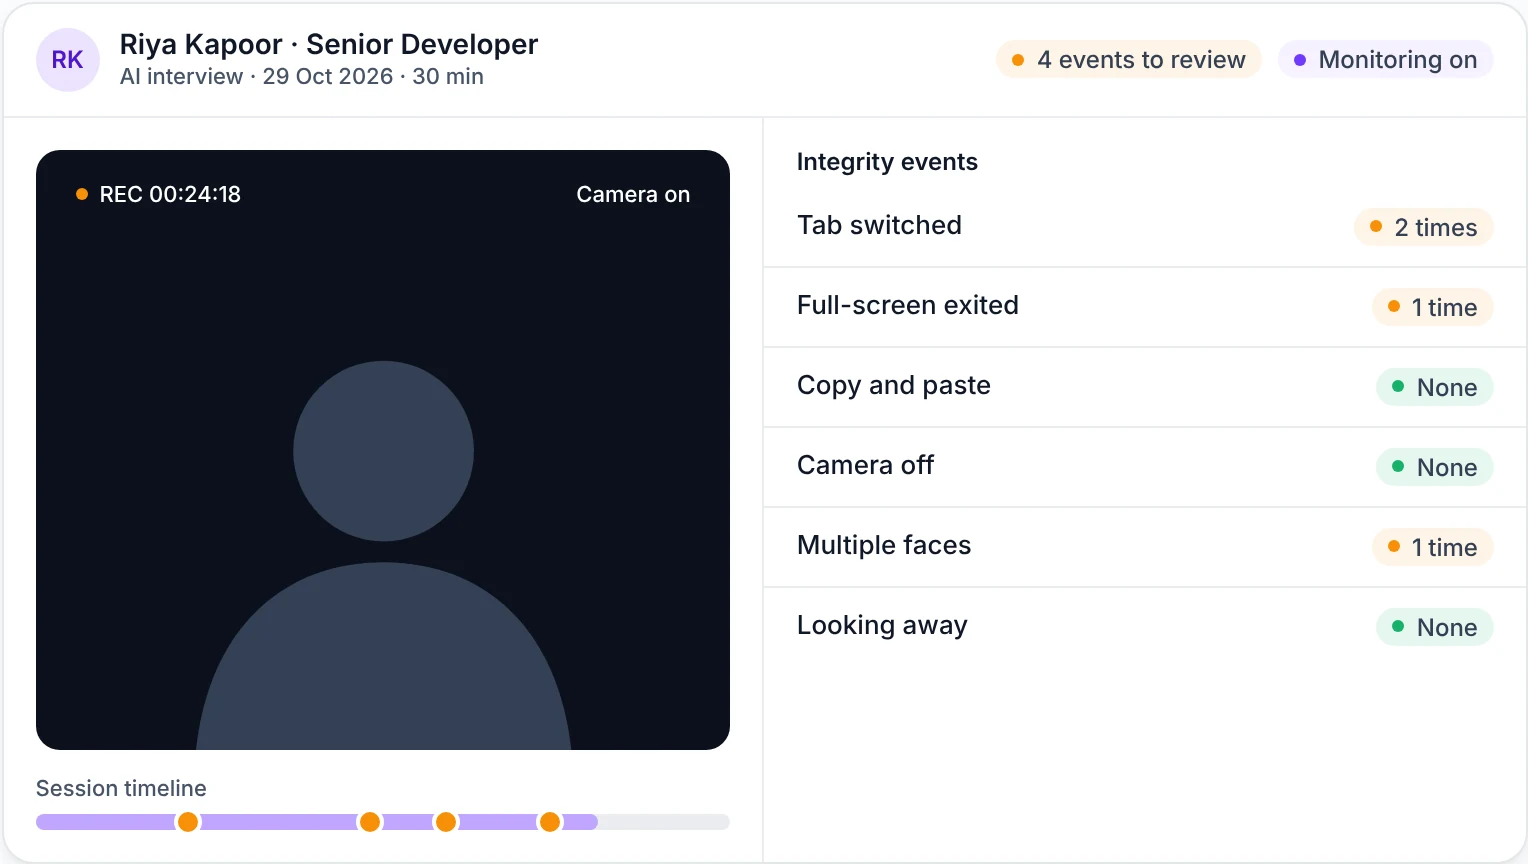 RK
Riya Kapoor · Senior Developer
AI interview · 29 Oct 2026 · 30 min
4 events to review
Monitoring on
REC 00:24:18
Camera on
Session timeline
Integrity events
Tab switched
2 times
Full-screen exited
1 time
Copy and paste
None
Camera off
None
Multiple faces
1 time
Looking away
None